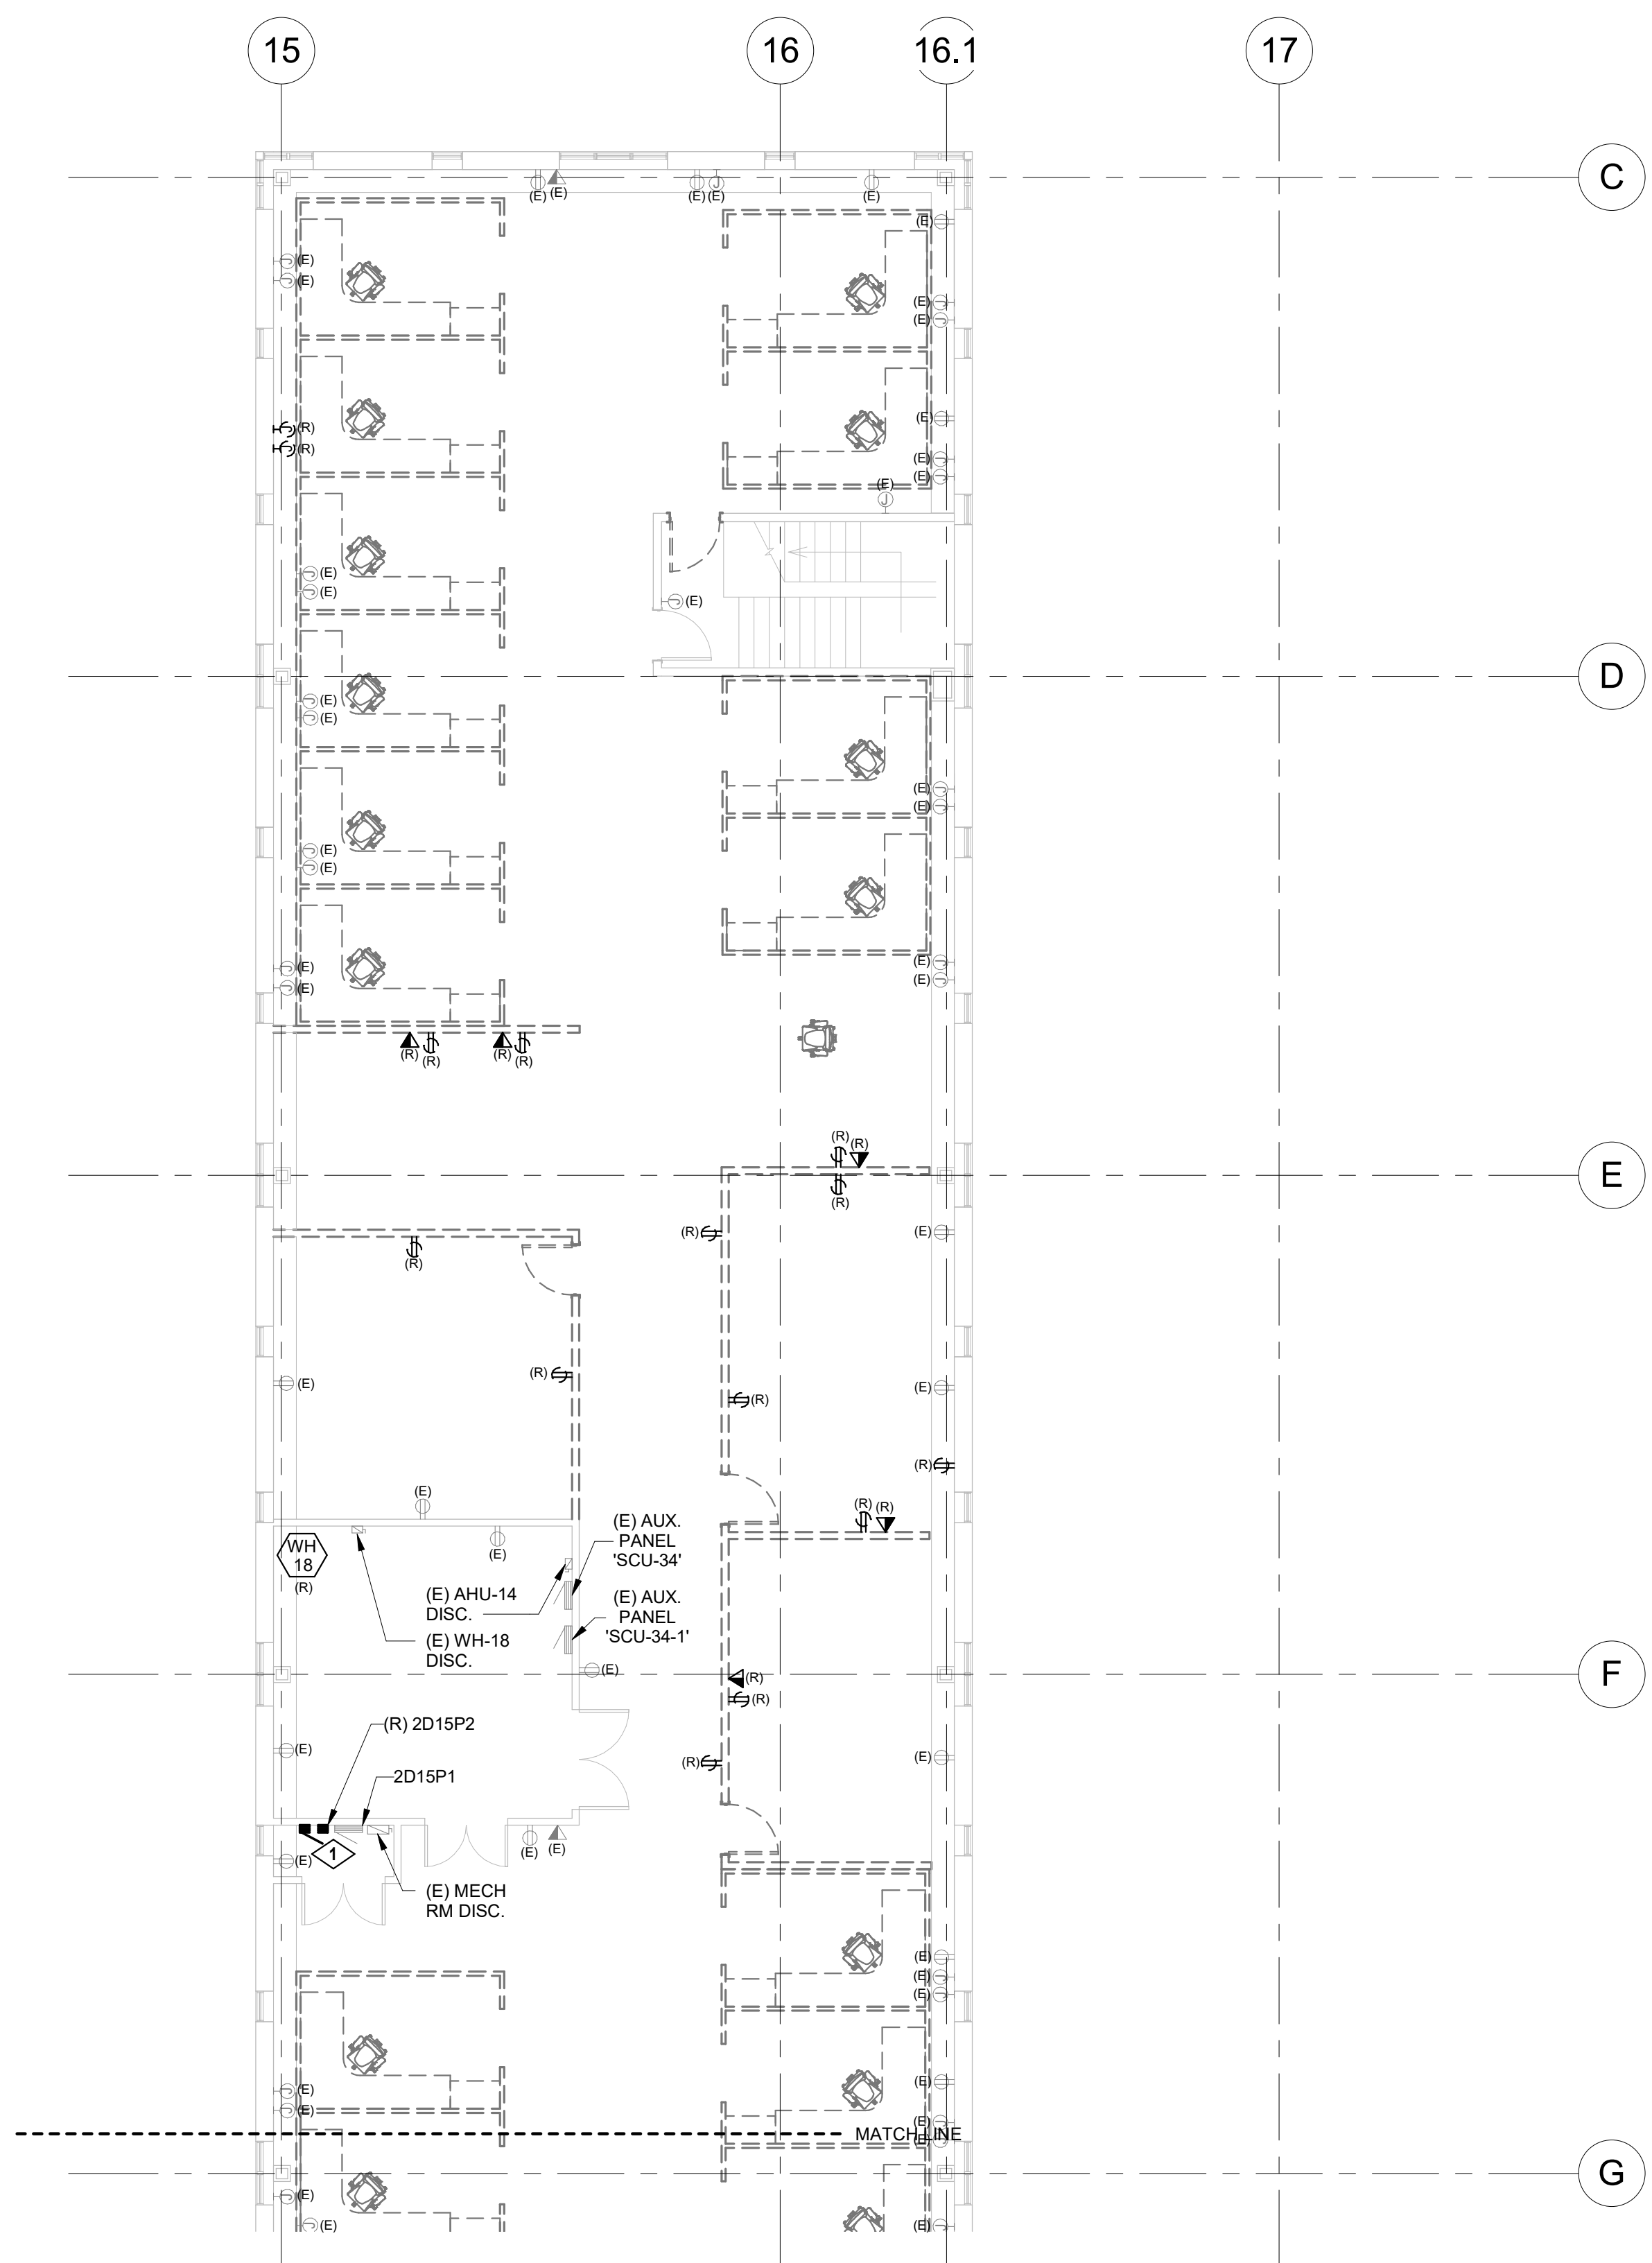 15 16 16.1 17
C
(E) (E) (E) (E) (E)
(E)
(E)
(E)
(E)
(E)
(E)
(R)
(R)
(E)
(E)
(E)
J
(E)
(E)
(E)
(E)
D
(E)
(E)
(E)
(E)
(E)
(E)
(E)
(E)
(E)
(E)
(R) (R) (R) (R)
(R) (R)
E
(R)
(R) (E)
(R)
(R)
(E) (E)
(R)
(R)
(E)
(R) (R)
WH
18
(R)
(E)
(E) AUX.
PANEL
'SCU-34'
(E) AHU-14
DISC.
(E) AUX.
PANEL
'SCU-34-1'
(E) WH-18
DISC.
(E)
(R)
(R)
F
(R) 2D15P2
(E)
(R)
(E)
2D15P1
1
(E)
(E) (E)
(E) MECH
RM DISC.
(E)
(E)
(E)
(E)
(E)
(E)
(E)
MATCH LINE
(E)
G
(E)
(E)
(E)